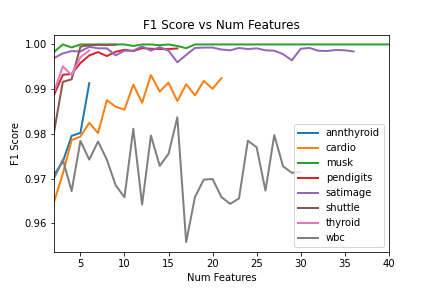 F1 Score vs Num Features
F1 Score
1.00
0.99
0.98
0.97
0.96
5
10
15
20
25
30
35
40
Num Features
annthyroid
cardio
musk
pendigits
satimage
shuttle
thyroid
wbc